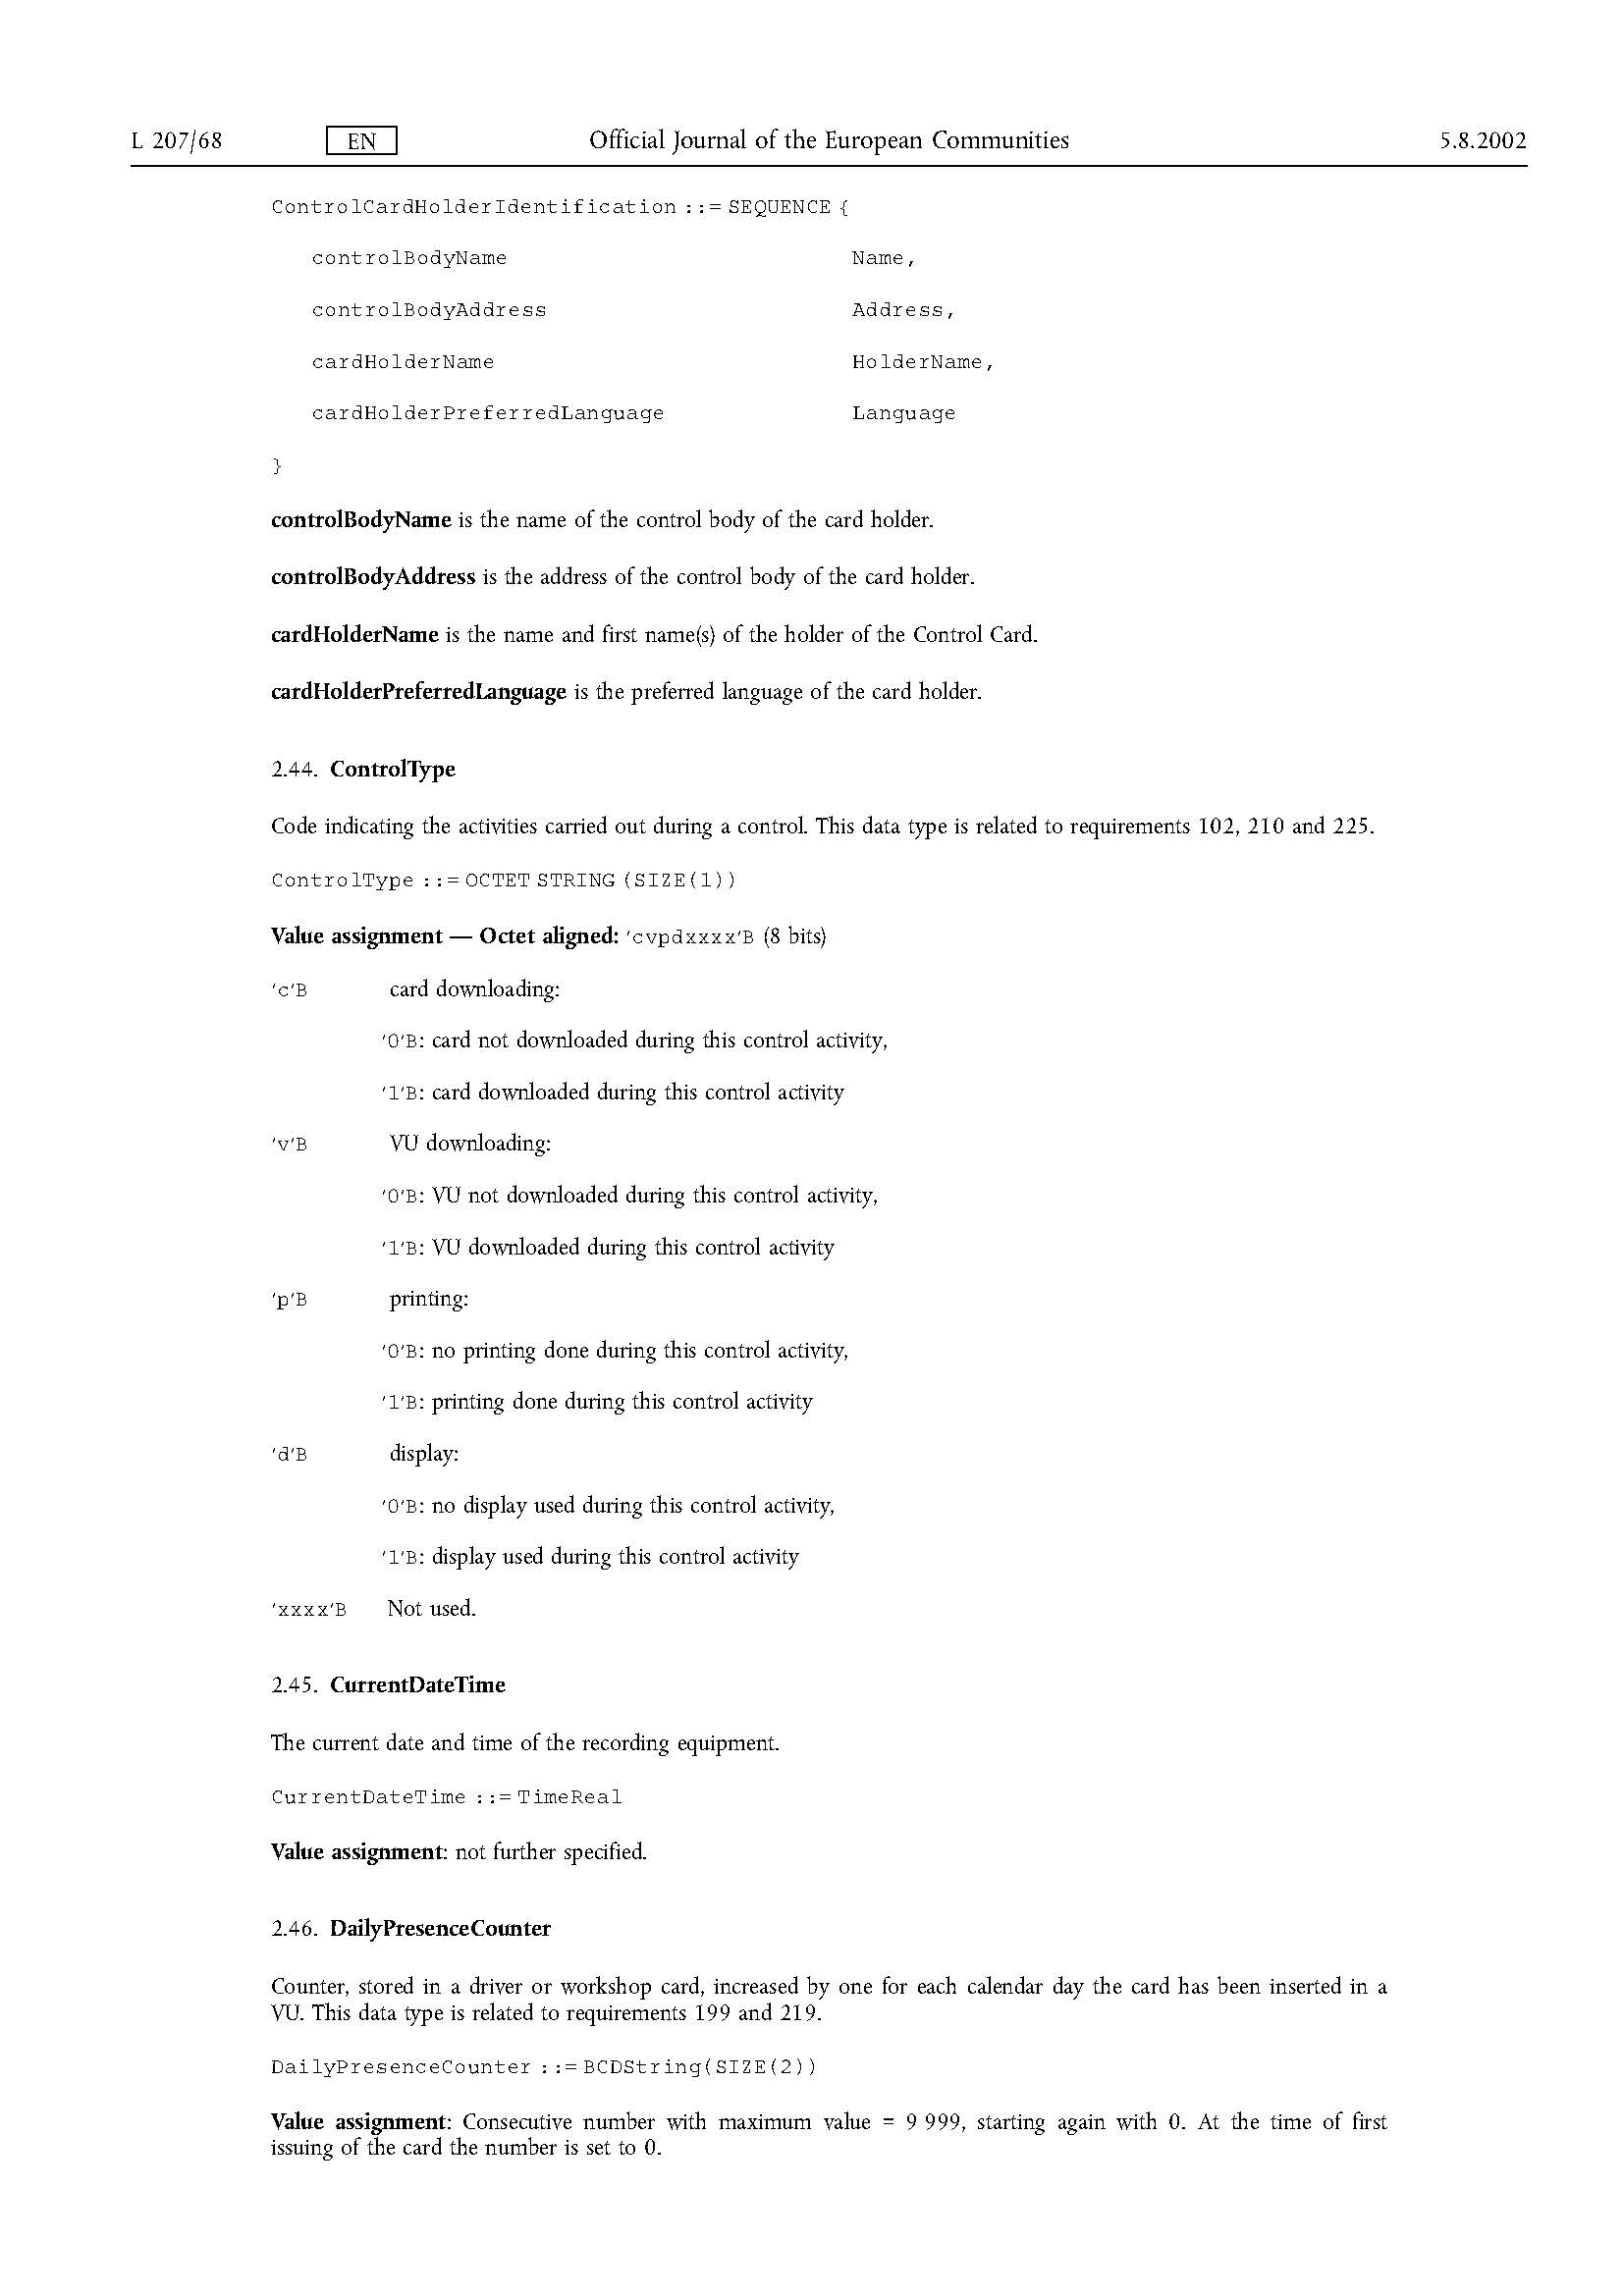 L 207/68 EN Official Journal of the European Communities 5.8.2002
ControlCardHolderIdentification ::= SEQUENCE {
controlBodyName Name,
controlBodyAddress Address,
cardHolderName HolderName,
cardHolderPreferredLanguage Language
}
controlBodyName is the name of the control body of the card holder.
controlBodyAddress is the address of the control body of the card holder.
cardHolderName is the name and first name(s) of the holder of the Control Card.
cardHolderPreferredLanguage is the preferred language of the card holder.
2.44. ControlType
Code indicating the activities carried out during a control. This data type is related to requirements 102, 210 and 225.
ControlType ::= OCTET STRING (SIZE(1))
Value assignment — Octet aligned: 'cvpdxxxx'B (8 bits)
'c'B card downloading:
'0'B: card not downloaded during this control activity,
'1'B: card downloaded during this control activity
'v'B VU downloading:
'0'B: VU not downloaded during this control activity,
'1'B: VU downloaded during this control activity
'p'B printing:
'0'B: no printing done during this control activity,
'1'B: printing done during this control activity
'd'B display:
'0'B: no display used during this control activity,
'1'B: display used during this control activity
'xxxx'B Not used.
2.45. CurrentDateTime
The current date and time of the recording equipment.
CurrentDateTime ::= TimeReal
Value assignment: not further specified.
2.46. DailyPresenceCounter
Counter, stored in a driver or workshop card, increased by one for each calendar day the card has been inserted in a
VU. This data type is related to requirements 199 and 219.
DailyPresenceCounter ::= BCDString(SIZE(2))
Value assignment: Consecutive number with maximum value = 9 999, starting again with 0. At the time of first
issuing of the card the number is set to 0.